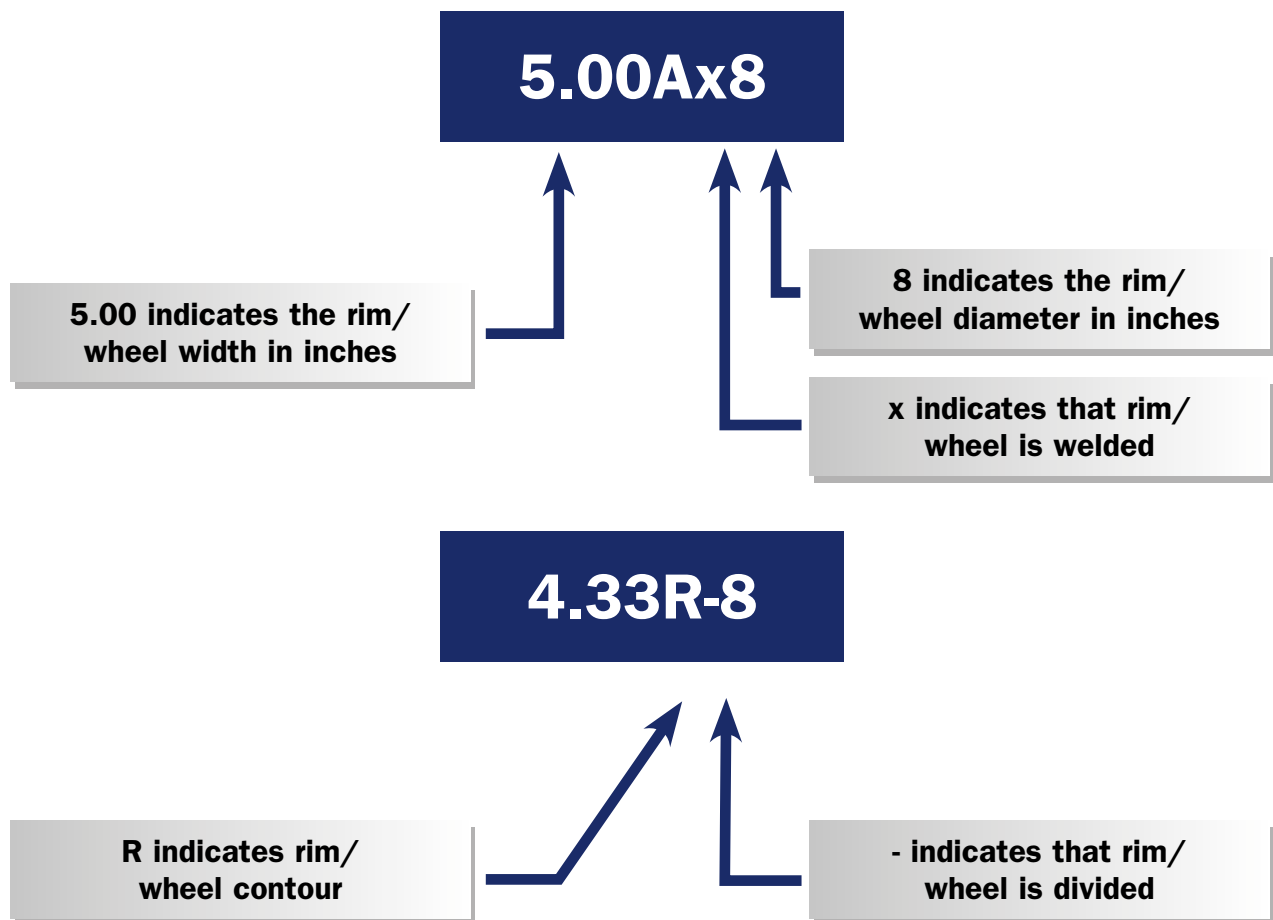 5.00Ax8
5.00 indicates the rim/
wheel width in inches
8 indicates the rim/
wheel diameter in inches
x indicates that rim/
wheel is welded
4.33R-8
R indicates rim/
wheel contour
- indicates that rim/
wheel is divided